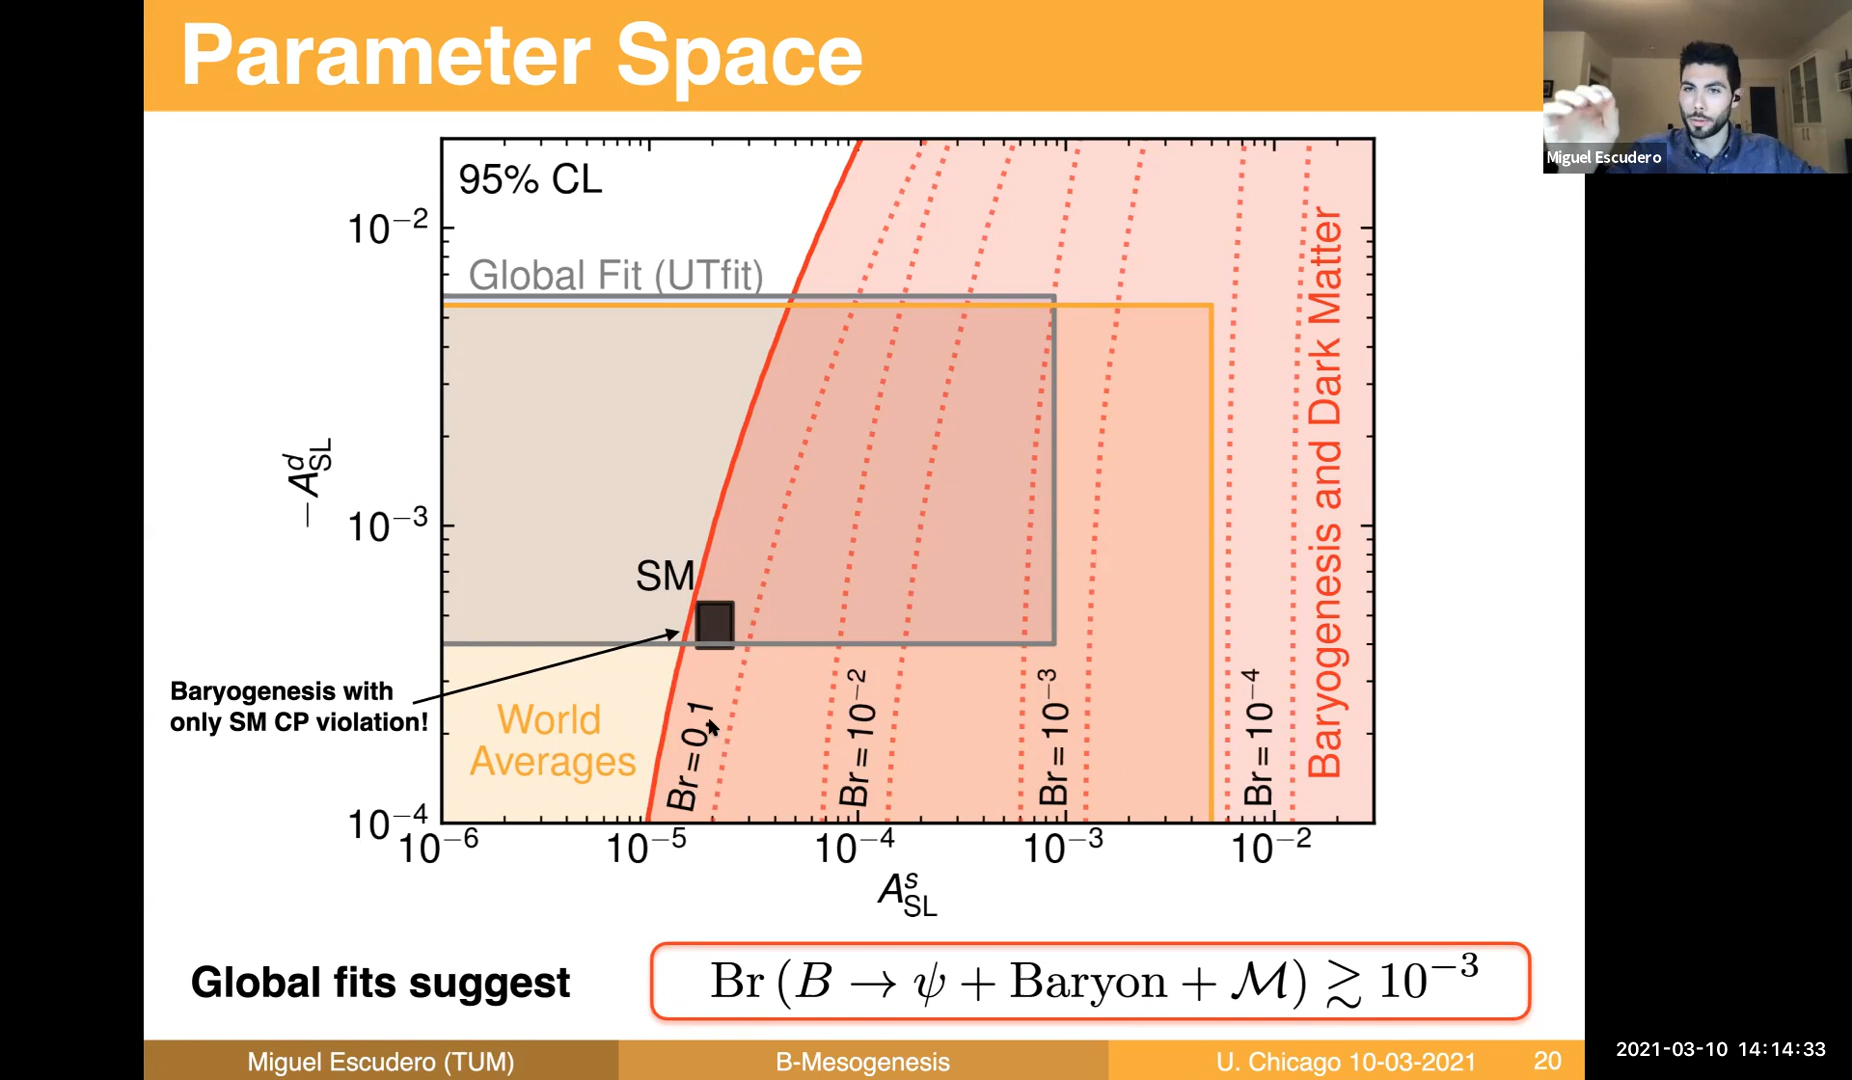 Parameter Space
Miguel Escudero
95% CL
Global Fit (UTfit)
SM
World
Averages
Baryogenesis with
only SM CP violation!
Br = 0.1
Br = 10⁻²
Br = 10⁻³
Br = 10⁻⁴
Baryogenesis and Dark Matter
10⁻²
10⁻³
10⁻⁴
−A^d_SL
10⁻⁶ 10⁻⁵ 10⁻⁴ 10⁻³ 10⁻²
A^s_SL
Global fits suggest Br (B → ψ + Baryon + ℳ) ≳ 10⁻³
Miguel Escudero (TUM) B-Mesogenesis U. Chicago 10-03-2021 20
2021-03-10 14:14:33